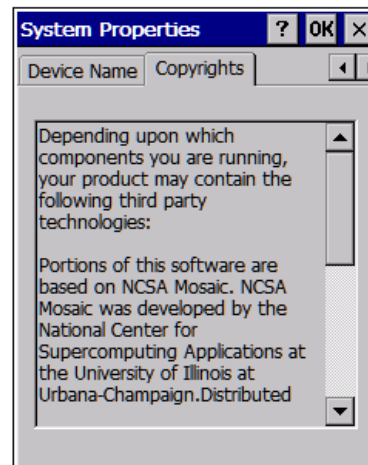 System Properties ? OK ×
Device Name Copyrights
Depending upon which
components you are running,
your product may contain the
following third party
technologies:
Portions of this software are
based on NCSA Mosaic. NCSA
Mosaic was developed by the
National Center for
Supercomputing Applications at
the University of Illinois at
Urbana-Champaign.Distributed